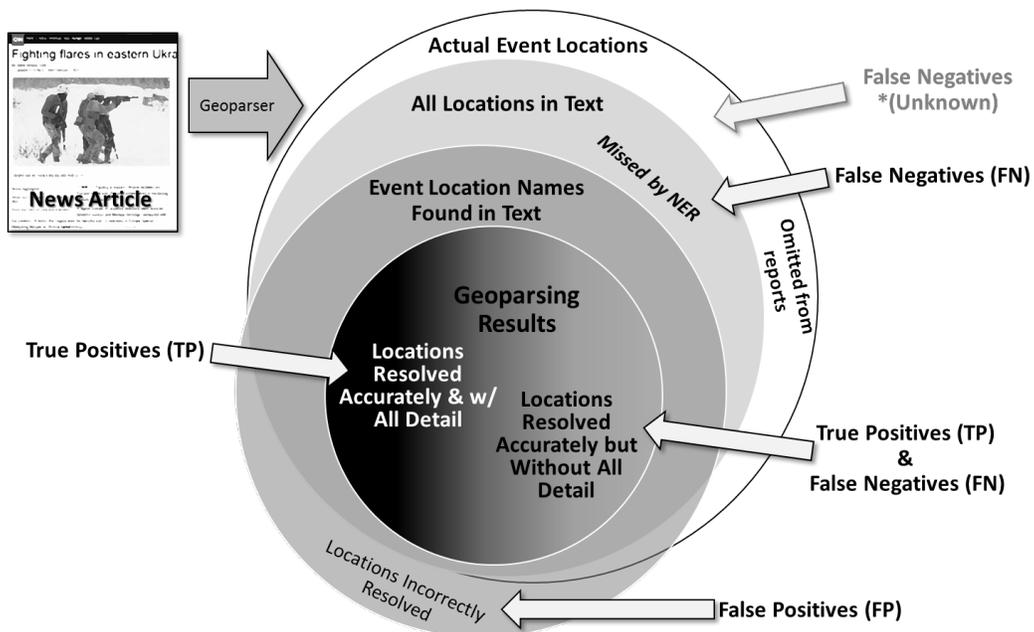 Fighting flares in eastern Ukra
News Article
Geoparser
Actual Event Locations
All Locations in Text
Missed by NER
Event Location Names
Found in Text
Omitted from
reports
Geoparsing
Results
Locations
Resolved
Accurately & w/
All Detail
Locations
Resolved
Accurately but
Without All
Detail
Locations Incorrectly
Resolved
False Negatives
*(Unknown)
False Negatives (FN)
True Positives (TP)
True Positives (TP)
&
False Negatives (FN)
False Positives (FP)